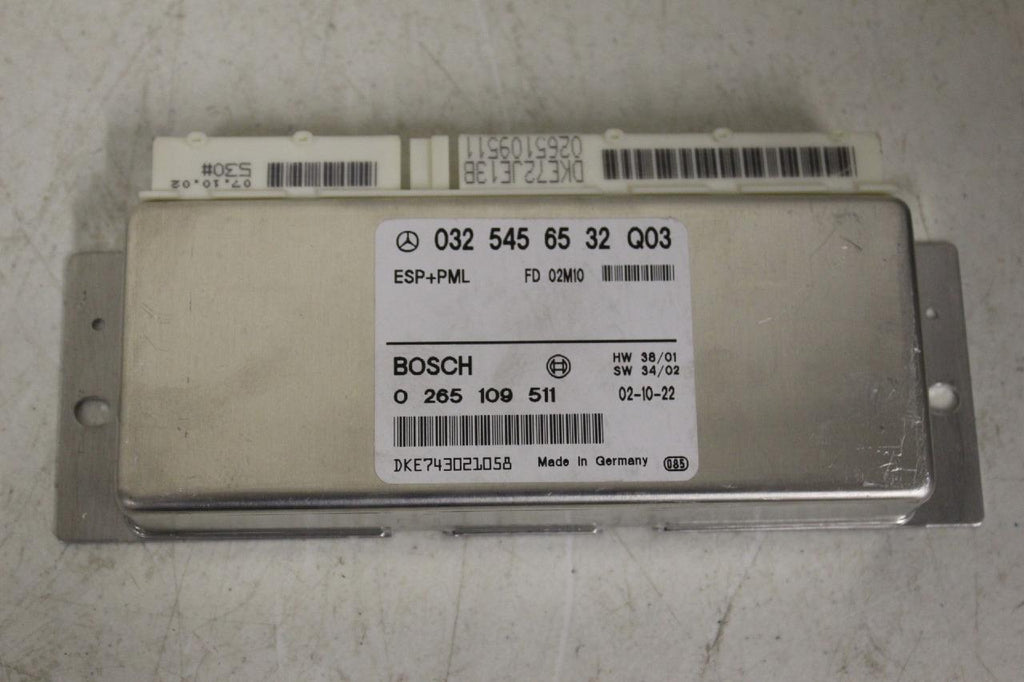 530#
07.10.02
DKE72JE13B
0265109511
032 545 65 32 Q03
ESP+PML FD 02M10
BOSCH HW 38/01
SW 34/02
0 265 109 511 02-10-22
DKE743021058 Made in Germany 085